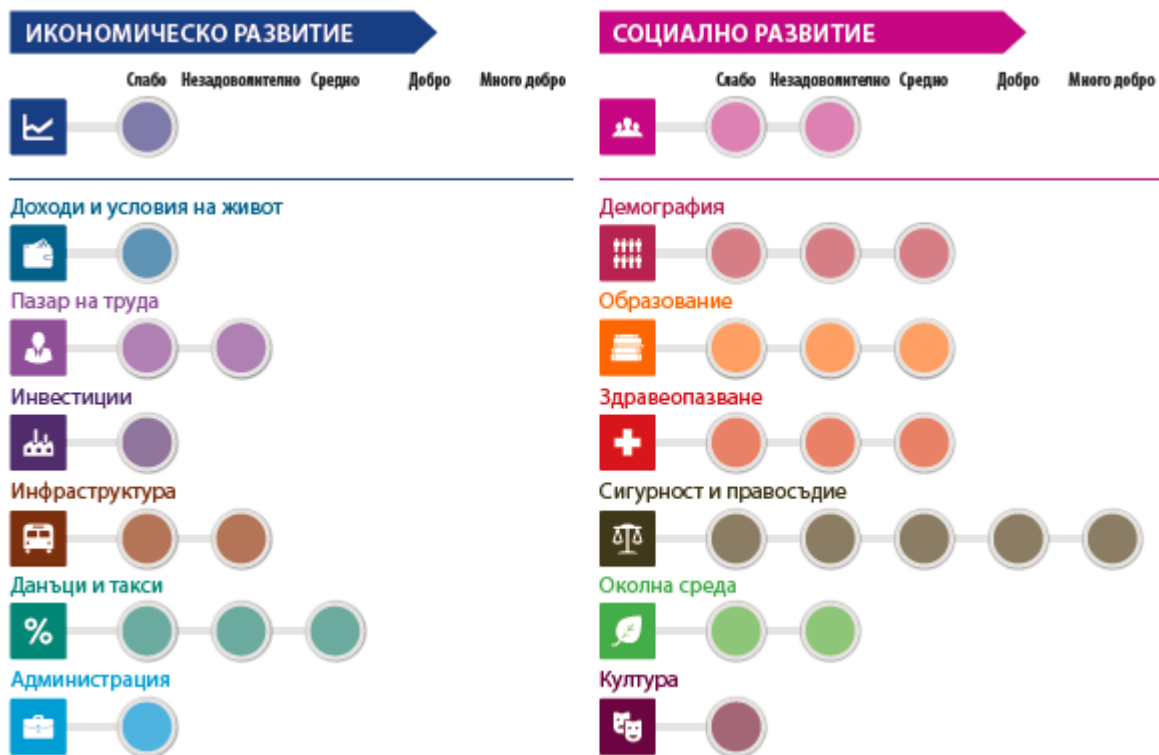 ИКОНОМИЧЕСКО РАЗВИТИЕ
Слабо Незадоволително Средно Добро Много добро
Доходи и условия на живот
Пазар на труда
Инвестиции
Инфраструктура
Данъци и такси
%
Администрация
СОЦИАЛНО РАЗВИТИЕ
Слабо Незадоволително Средно Добро Много добро
Демография
Образование
Здравеопазване
Сигурност и правосъдие
Околна среда
Култура